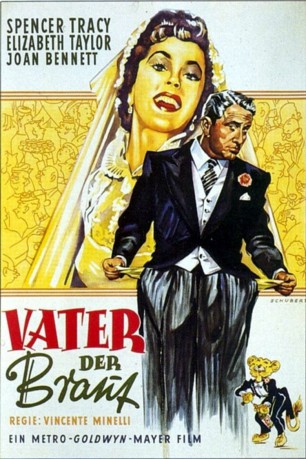 SPENCER TRACY
ELIZABETH TAYLOR
JOAN BENNETT
SCHUBERT
VATER
DER
Braut
REGIE: VINCENTE MINELLI
EIN METRO-GOLDWYN-MAYER FILM